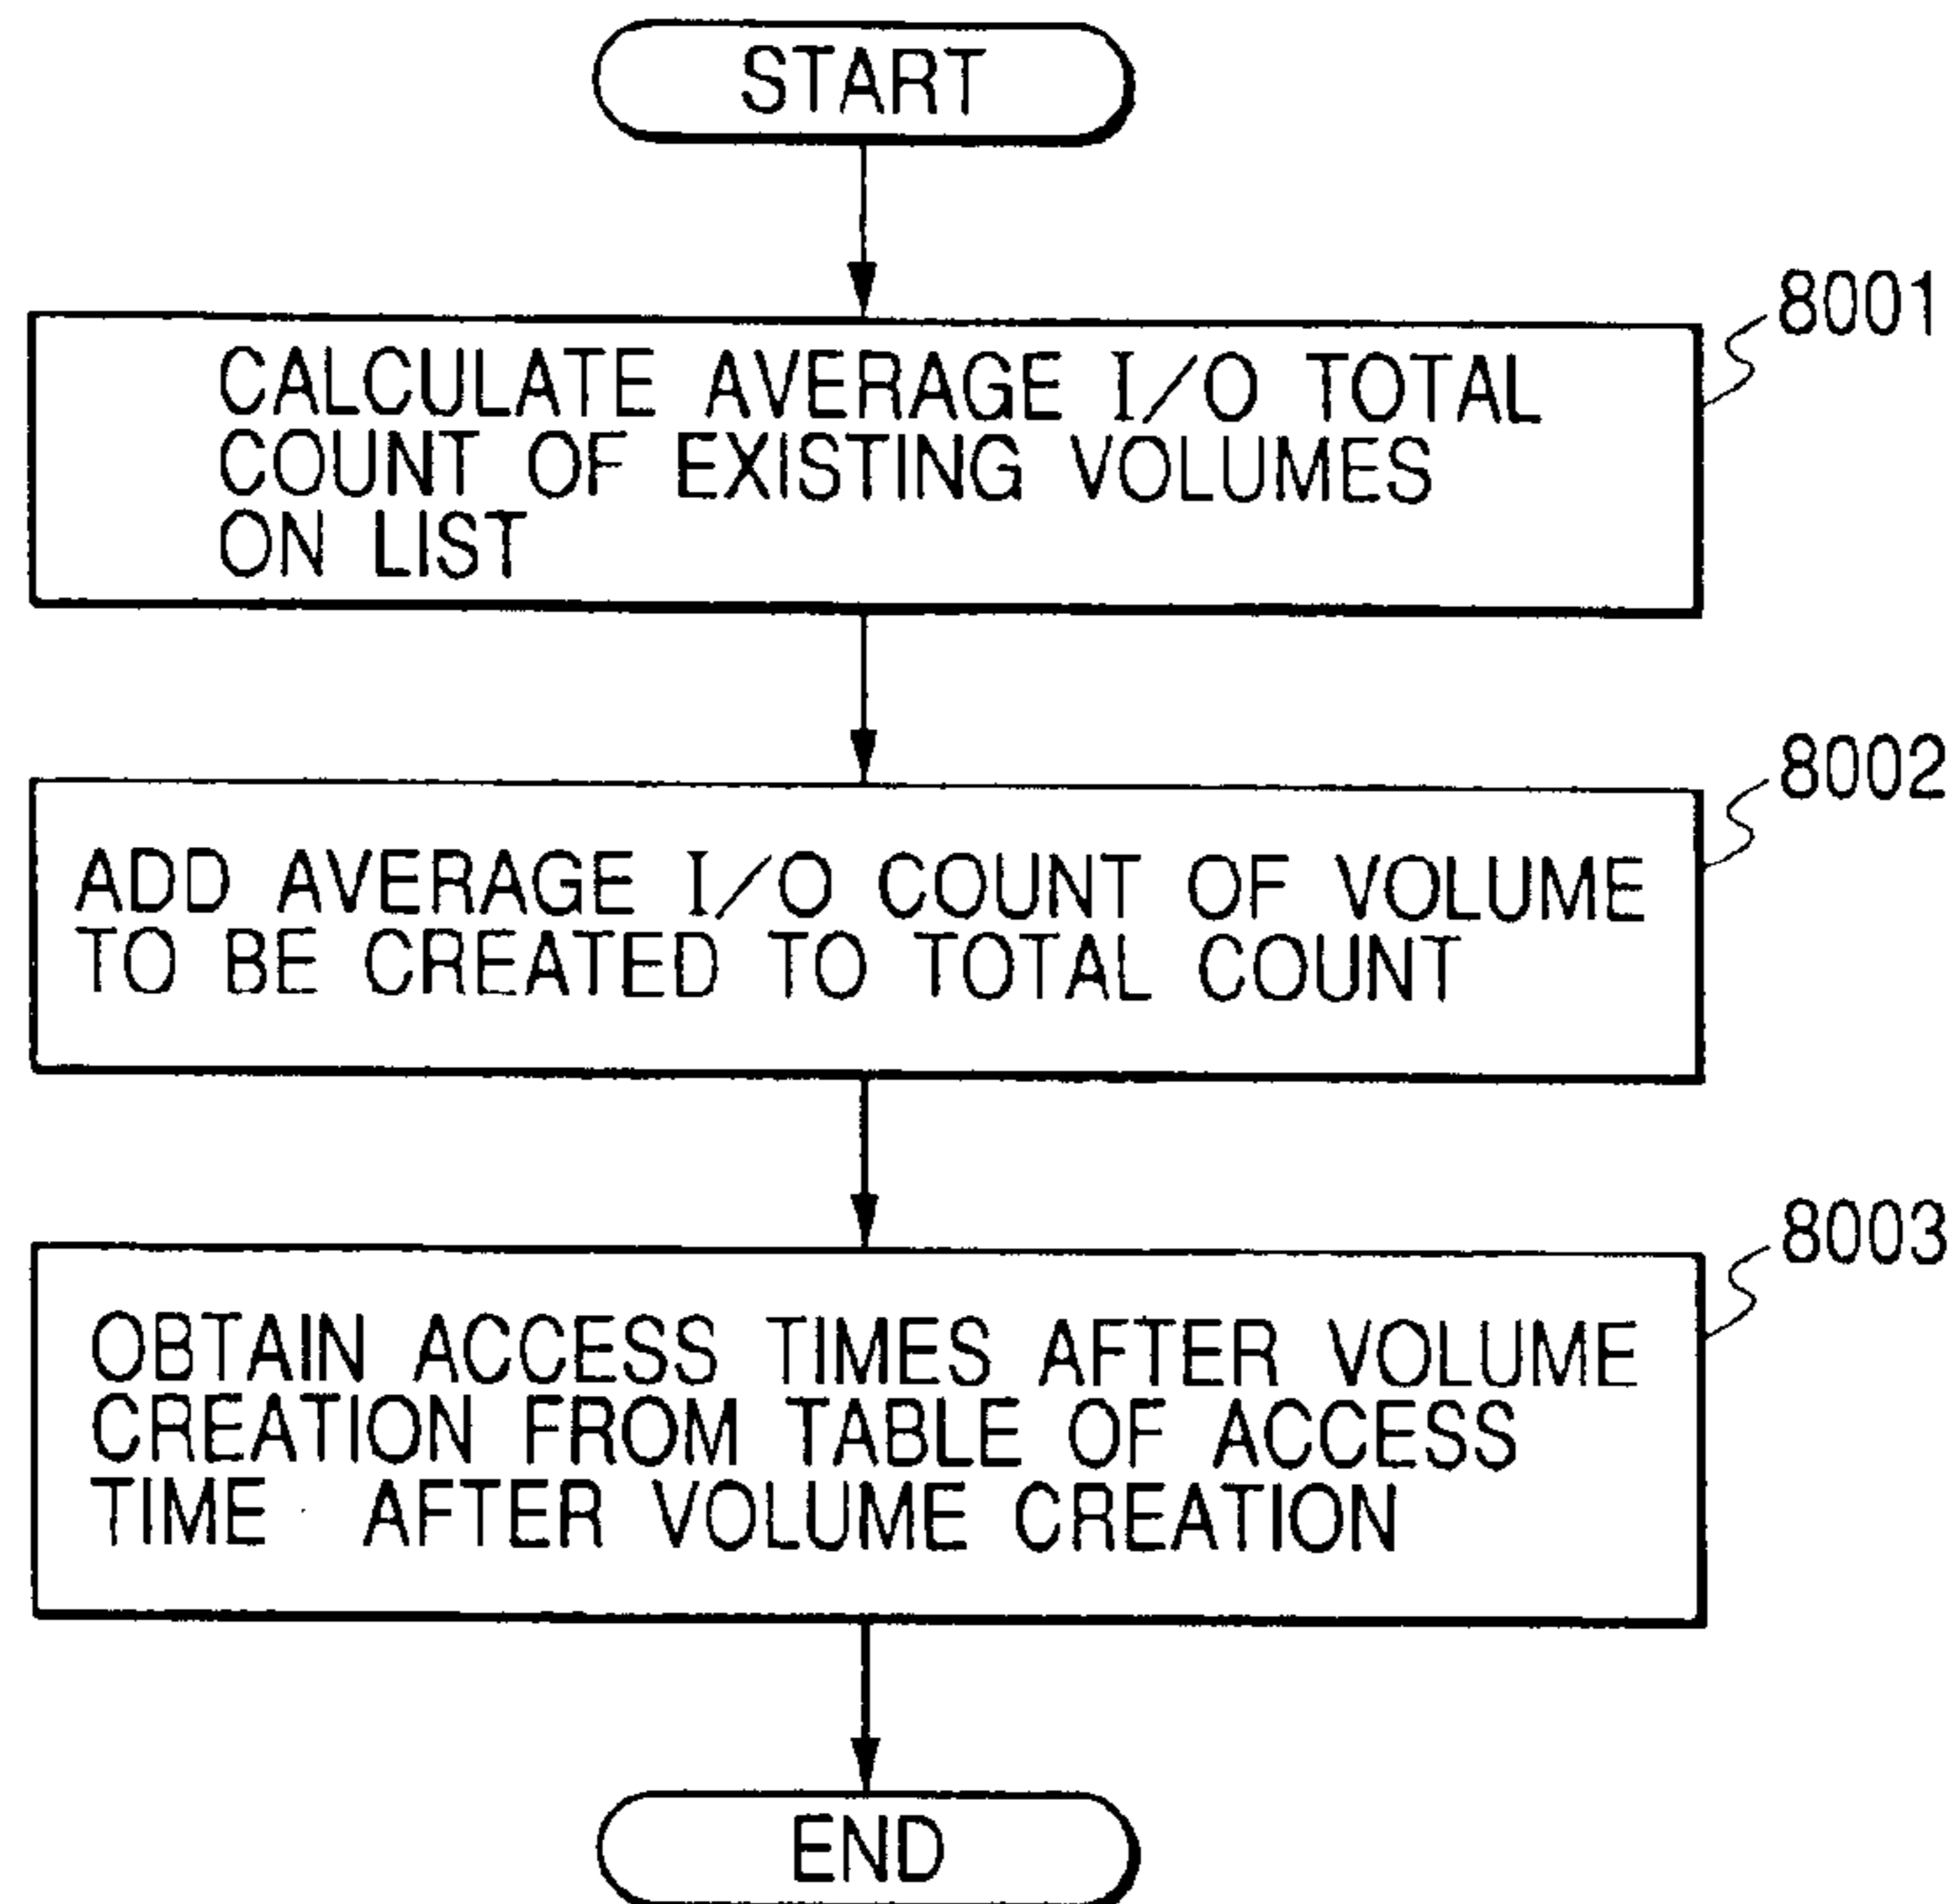 START
8001
CALCULATE AVERAGE I/O TOTAL
COUNT OF EXISTING VOLUMES
ON LIST
8002
ADD AVERAGE I/O COUNT OF VOLUME
TO BE CREATED TO TOTAL COUNT
8003
OBTAIN ACCESS TIMES AFTER VOLUME
CREATION FROM TABLE OF ACCESS
TIME AFTER VOLUME CREATION
END